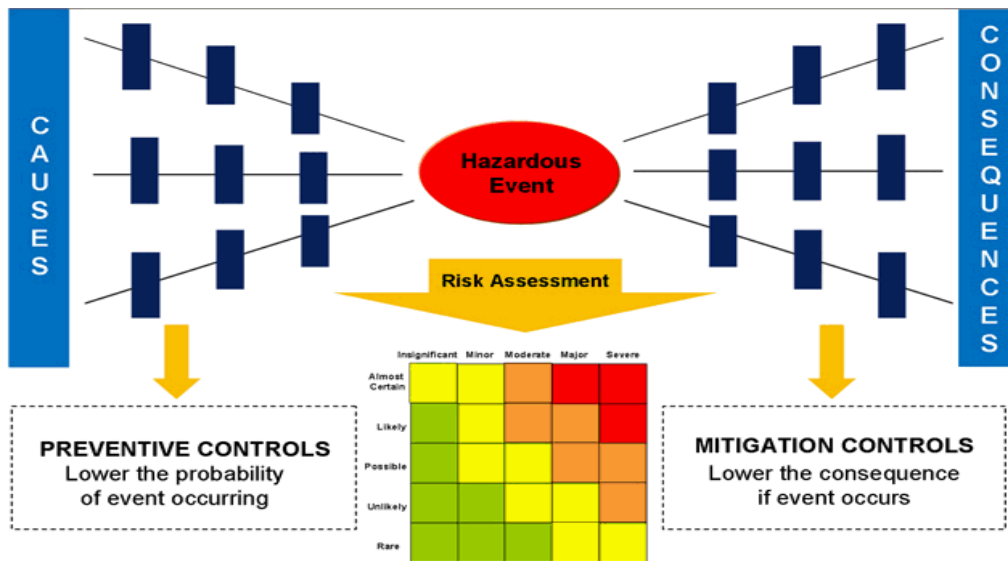 CAUSES
Hazardous
Event
CONSEQUENCES
Risk Assessment
PREVENTIVE CONTROLS
Lower the probability
of event occurring
Insignificant Minor Moderate Major Severe
Almost
Certain
Likely
Possible
Unlikely
Rare
MITIGATION CONTROLS
Lower the consequence
if event occurs